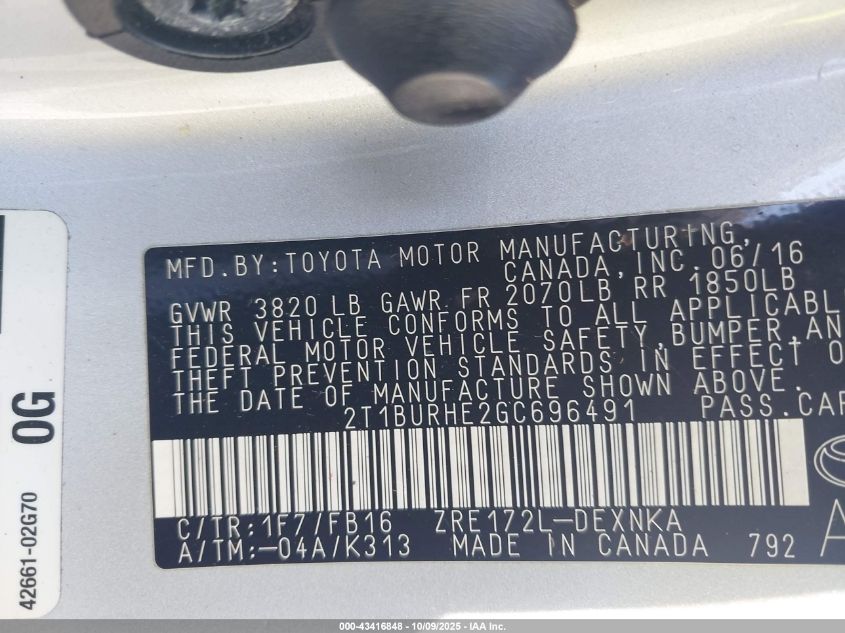 MFD.BY:TOYOTA MOTOR MANUFACTURING,
CANADA, INC. 06/16
GVWR 3820 LB GAWR FR 2070LB RR 1850LB
THIS VEHICLE CONFORMS TO ALL APPLICABL
FEDERAL MOTOR VEHICLE SAFETY,BUMPER,AN
THEFT PREVENTION STANDARDS IN EFFECT O
THE DATE OF MANUFACTURE SHOWN ABOVE.
2T1BURHE2GC696491 PASS.CAR
C/TR:1F7/FB16 ZRE172L-DEXNKA
A/TM:-04A/K313 MADE IN CANADA 792
0G
42661-02G70
000-43416848 - 10/09/2025 - IAA Inc.